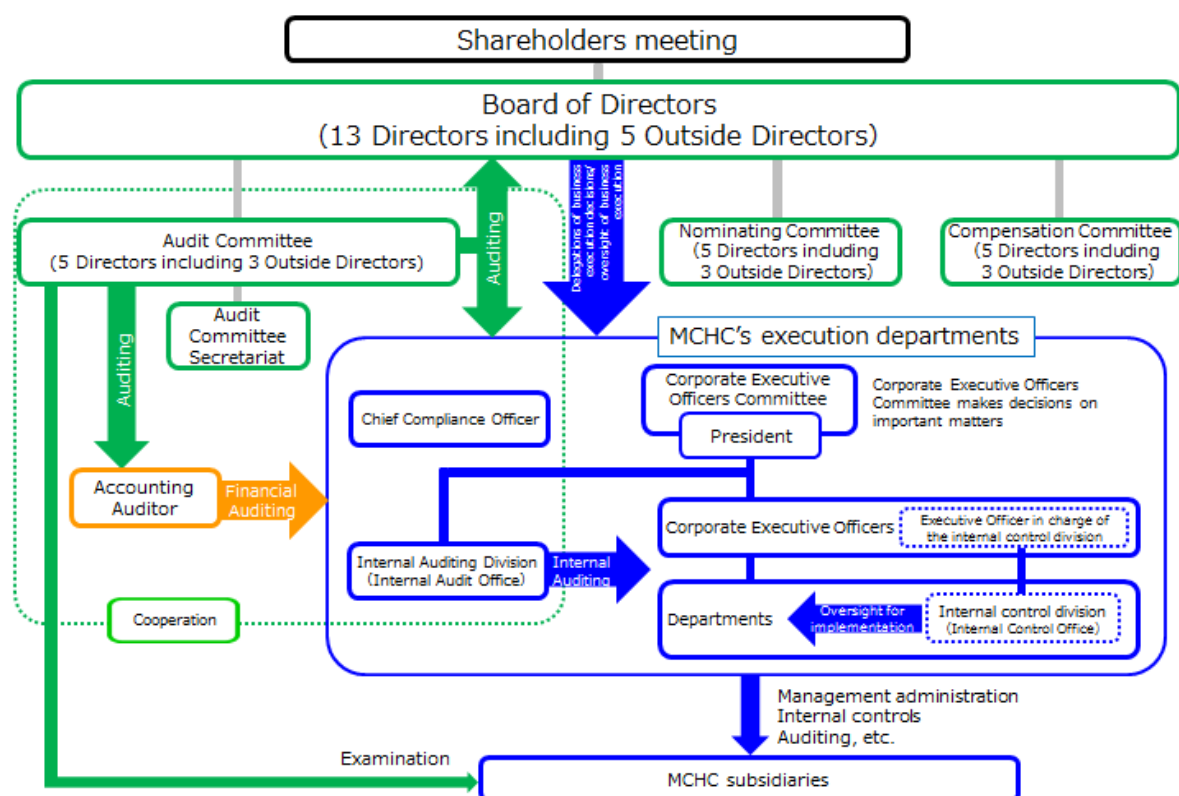 Shareholders meeting
Board of Directors
(13 Directors including 5 Outside Directors)
Auditing
Delegations of business
execution decisions/
oversight of business
execution
Audit Committee
(5 Directors including 3 Outside Directors)
Nominating Committee
(5 Directors including
3 Outside Directors)
Compensation Committee
(5 Directors including
3 Outside Directors)
Auditing
Audit
Committee
Secretariat
MCHC's execution departments
Corporate Executive
Officers Committee
President
Corporate Executive Officers
Committee makes decisions on
important matters
Chief Compliance Officer
Accounting
Auditor
Financial
Auditing
Corporate Executive Officers
Executive Officer in charge of
the internal control division
Internal Auditing Division
(Internal Audit Office)
Internal
Auditing
Departments
Oversight for
implementation
Internal control division
(Internal Control Office)
Cooperation
Management administration
Internal controls
Auditing, etc.
Examination
MCHC subsidiaries